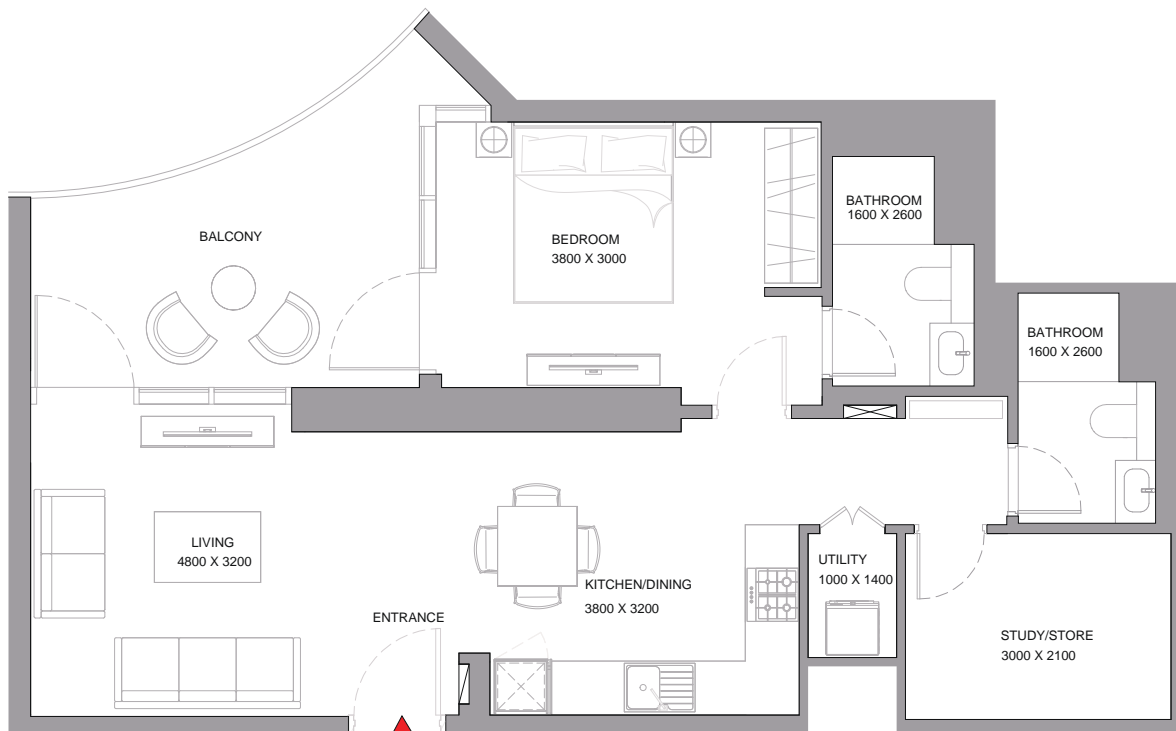 BATHROOM
1600 X 2600
BALCONY
BEDROOM
3800 X 3000
BATHROOM
1600 X 2600
LIVING
4800 X 3200
KITCHEN/DINING
3800 X 3200
UTILITY
1000 X 1400
ENTRANCE
STUDY/STORE
3000 X 2100